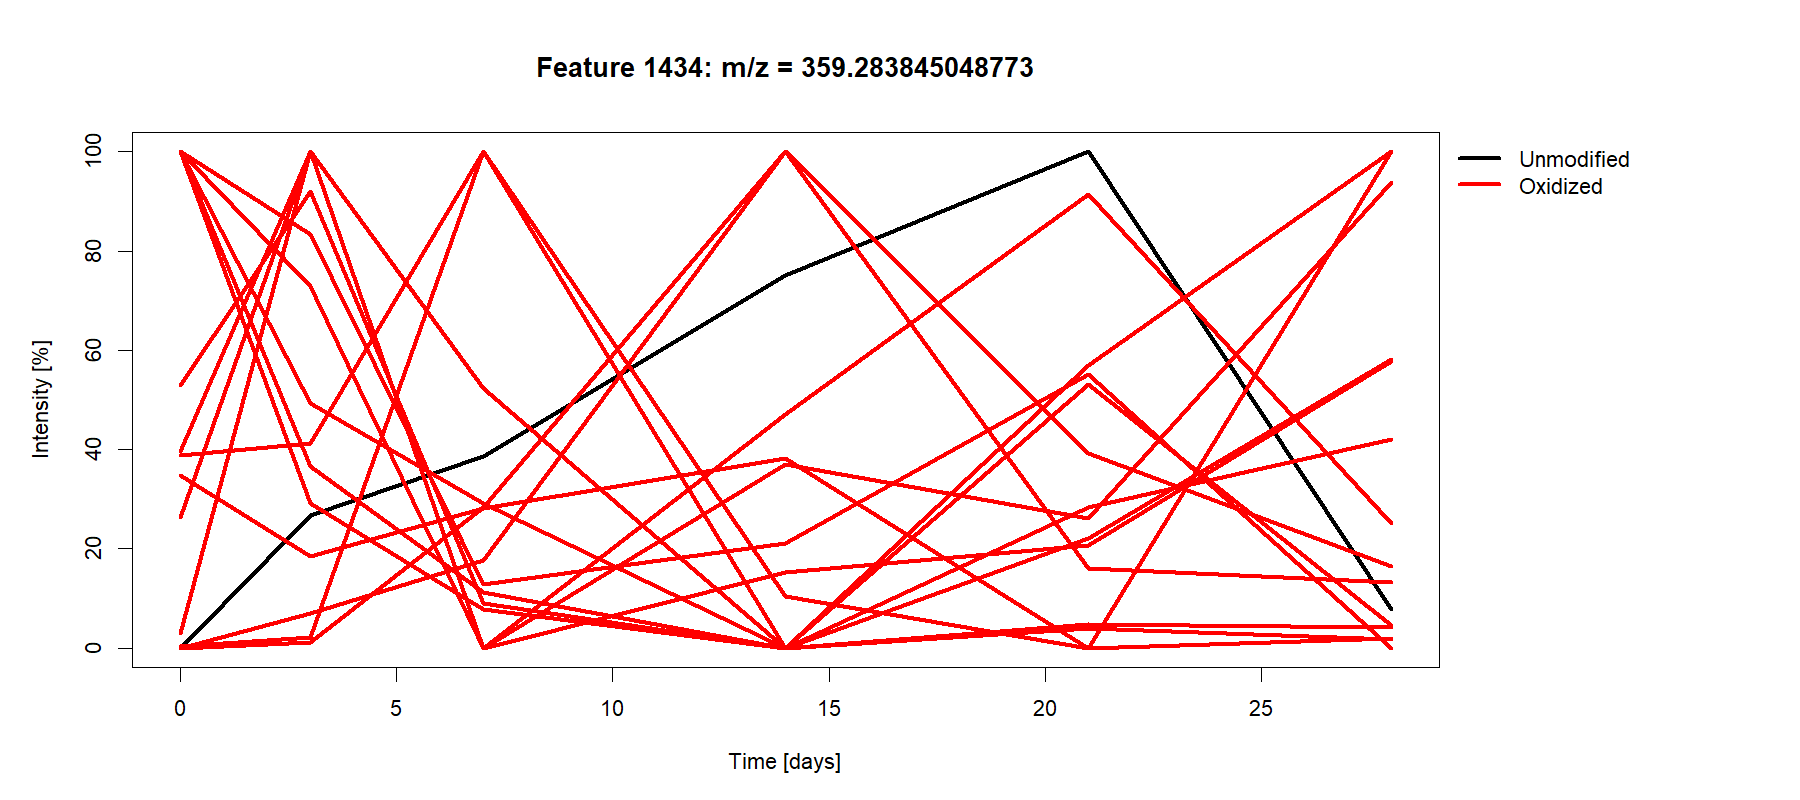 Feature 1434: m/z = 359.283845048773
Unmodified
Oxidized
Intensity [%]
100
80
60
40
20
0
0 5 10 15 20 25
Time [days]